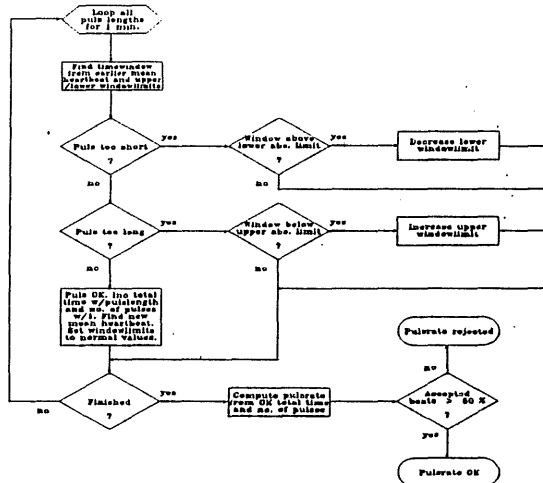 Loop all
puls lengths
for 1 min.
Find timewindow
from earlier mean
heartbeat and upper
/lower windowlimits
Puls too short
?
yes
no
Window above
lower abs. limit
?
yes
no
Decrease lower
windowlimit
Puls too long
?
yes
no
Window below
upper abs. limit
?
yes
no
Increase upper
windowlimit
Puls OK. Inc total
time w/pulslength
and no. of pulses
w/1. Find new
mean heartbeat.
Set windowlimits
to normal values.
Finished
?
no
yes
Compute pulsrate
from OK total time
and no. of pulses
Pulsrate rejected
no
Accepted
beats > 50 %
?
yes
Pulsrate OK